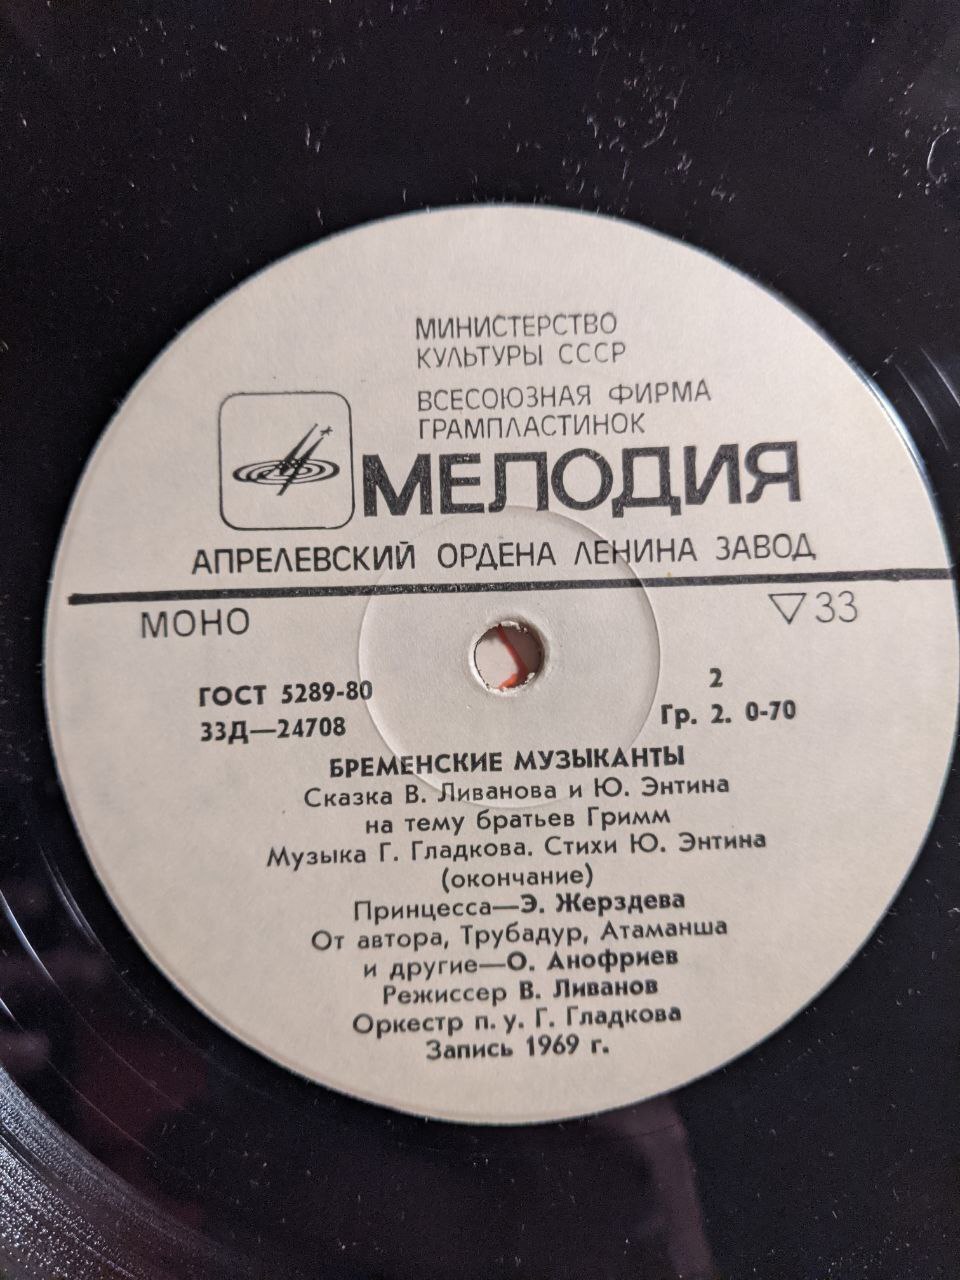 МИНИСТЕРСТВО
КУЛЬТУРЫ СССР
ВСЕСОЮЗНАЯ ФИРМА
ГРАМПЛАСТИНОК
МЕЛОДИЯ
АПРЕЛЕВСКИЙ ОРДЕНА ЛЕНИНА ЗАВОД
МОНО ▽33
ГОСТ 5289-80 2
33Д—24708 Гр. 2. 0-70
БРЕМЕНСКИЕ МУЗЫКАНТЫ
Сказка В. Ливанова и Ю. Энтина
на тему братьев Гримм
Музыка Г. Гладкова. Стихи Ю. Энтина
(окончание)
Принцесса—Э. Жерздева
От автора, Трубадур, Атаманша
и другие—О. Анофриев
Режиссер В. Ливанов
Оркестр п. у. Г. Гладкова
Запись 1969 г.